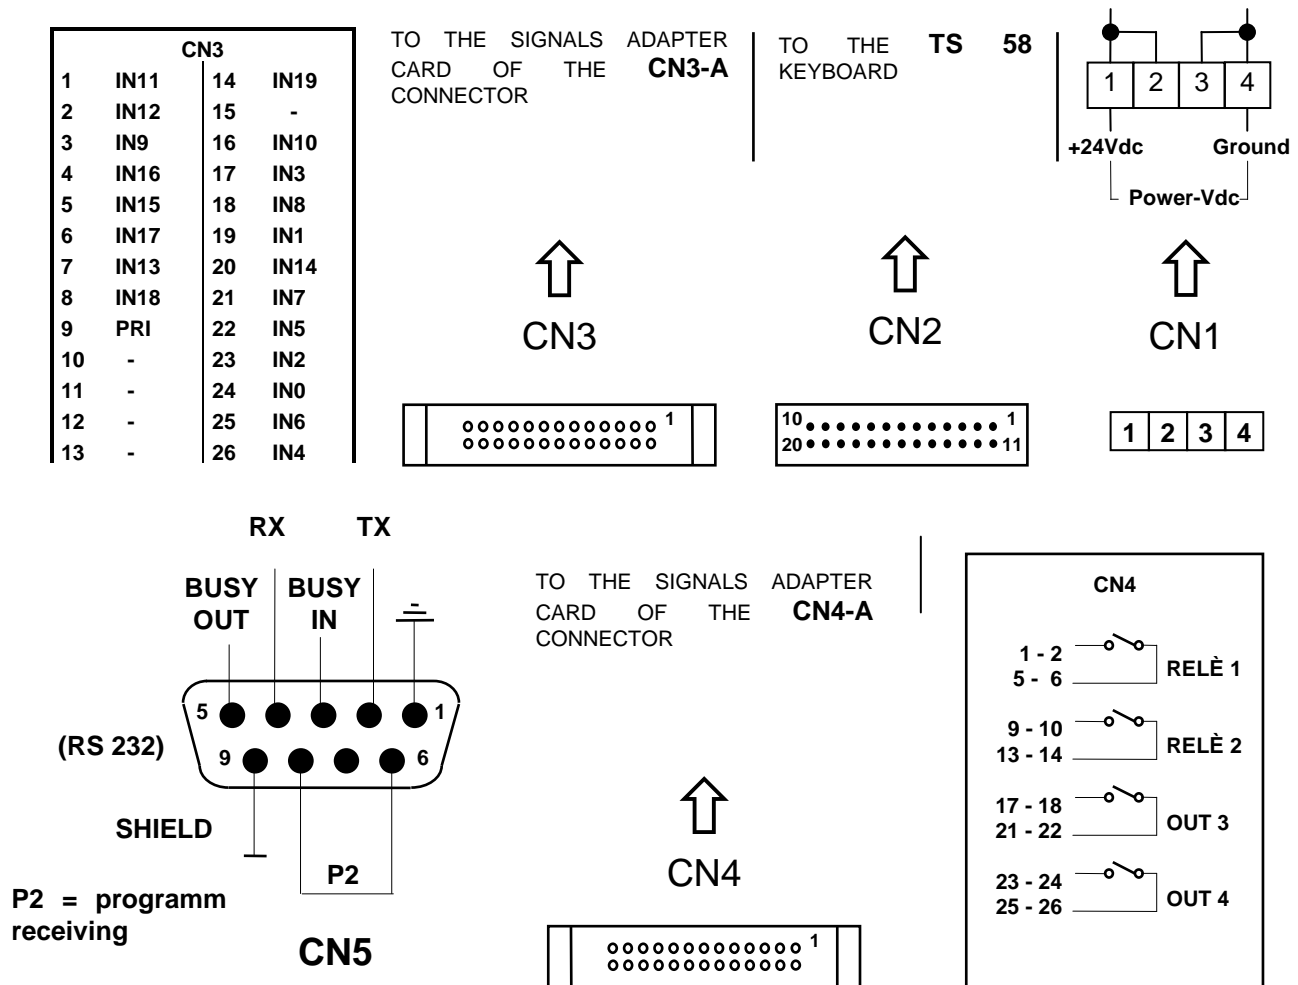 CN3
1 IN11 14 IN19
2 IN12 15 -
3 IN9 16 IN10
4 IN16 17 IN3
5 IN15 18 IN8
6 IN17 19 IN1
7 IN13 20 IN14
8 IN18 21 IN7
9 PRI 22 IN5
10 - 23 IN2
11 - 24 IN0
12 - 25 IN6
13 - 26 IN4
TO THE SIGNALS ADAPTER
CARD OF THE CN3-A
CONNECTOR
TO THE TS 58
KEYBOARD
1 2 3 4
+24Vdc Ground
Power-Vdc
CN3
CN2
CN1
1
10 1
20 11
1 2 3 4
RX TX
BUSY BUSY
OUT IN
5 1
(RS 232)
9 6
SHIELD
P2
P2 = programm
receiving
CN5
TO THE SIGNALS ADAPTER
CARD OF THE CN4-A
CONNECTOR
CN4
1
CN4
1 - 2
5 - 6
RELÈ 1
9 - 10
13 - 14
RELÈ 2
17 - 18
21 - 22
OUT 3
23 - 24
25 - 26
OUT 4